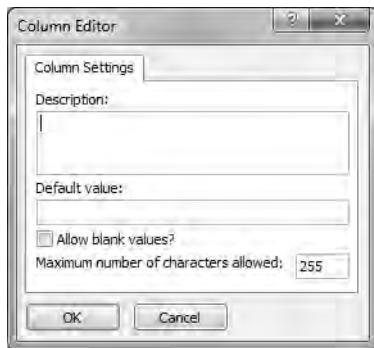 Column Editor
?
X
Column Settings
Description:
Default value:
Allow blank values?
Maximum number of characters allowed: 255
OK Cancel